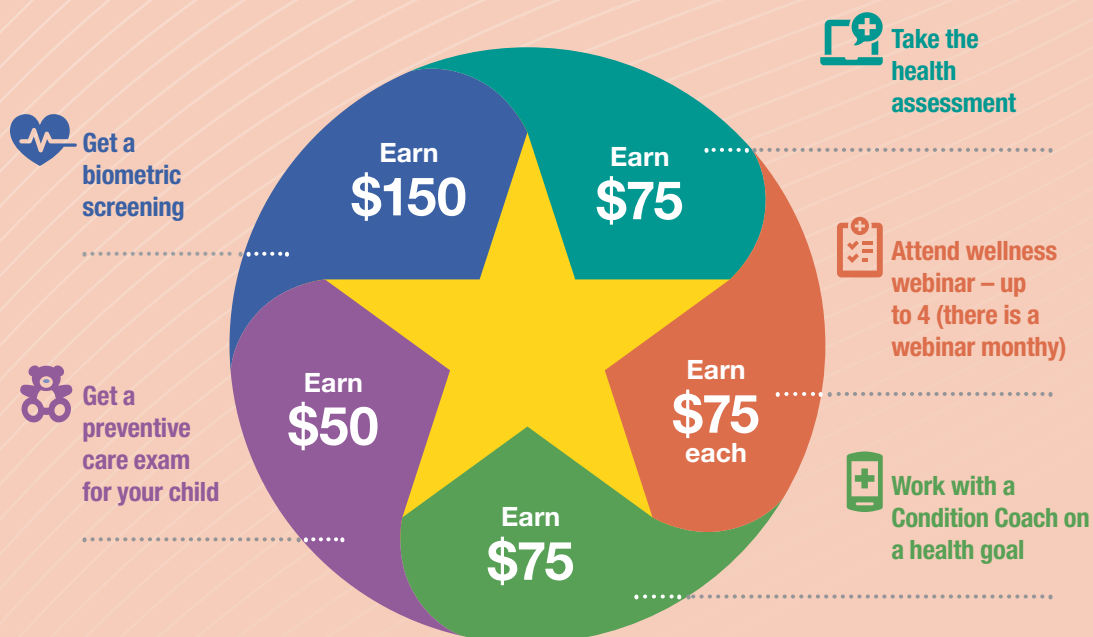 Take the
health
assessment
Get a
biometric
screening
Earn
$150
Earn
$75
Attend wellness
webinar – up
to 4 (there is a
webinar monthy)
Earn
$75
each
Get a
preventive
care exam
for your child
Earn
$50
Work with a
Condition Coach on
a health goal
Earn
$75